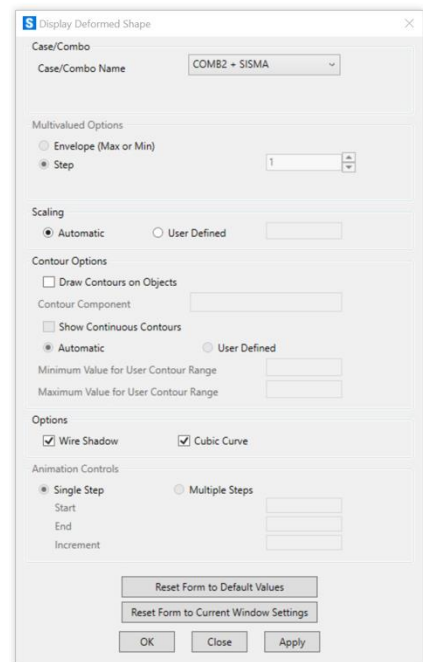 S Display Deformed Shape
Case/Combo
Case/Combo Name COMB2 + SISMA
Multivalued Options
Envelope (Max or Min)
Step 1
Scaling
Automatic User Defined
Contour Options
Draw Contours on Objects
Contour Component
Show Continuous Contours
Automatic User Defined
Minimum Value for User Contour Range
Maximum Value for User Contour Range
Options
Wire Shadow Cubic Curve
Animation Controls
Single Step Multiple Steps
Start
End
Increment
Reset Form to Default Values
Reset Form to Current Window Settings
OK Close Apply